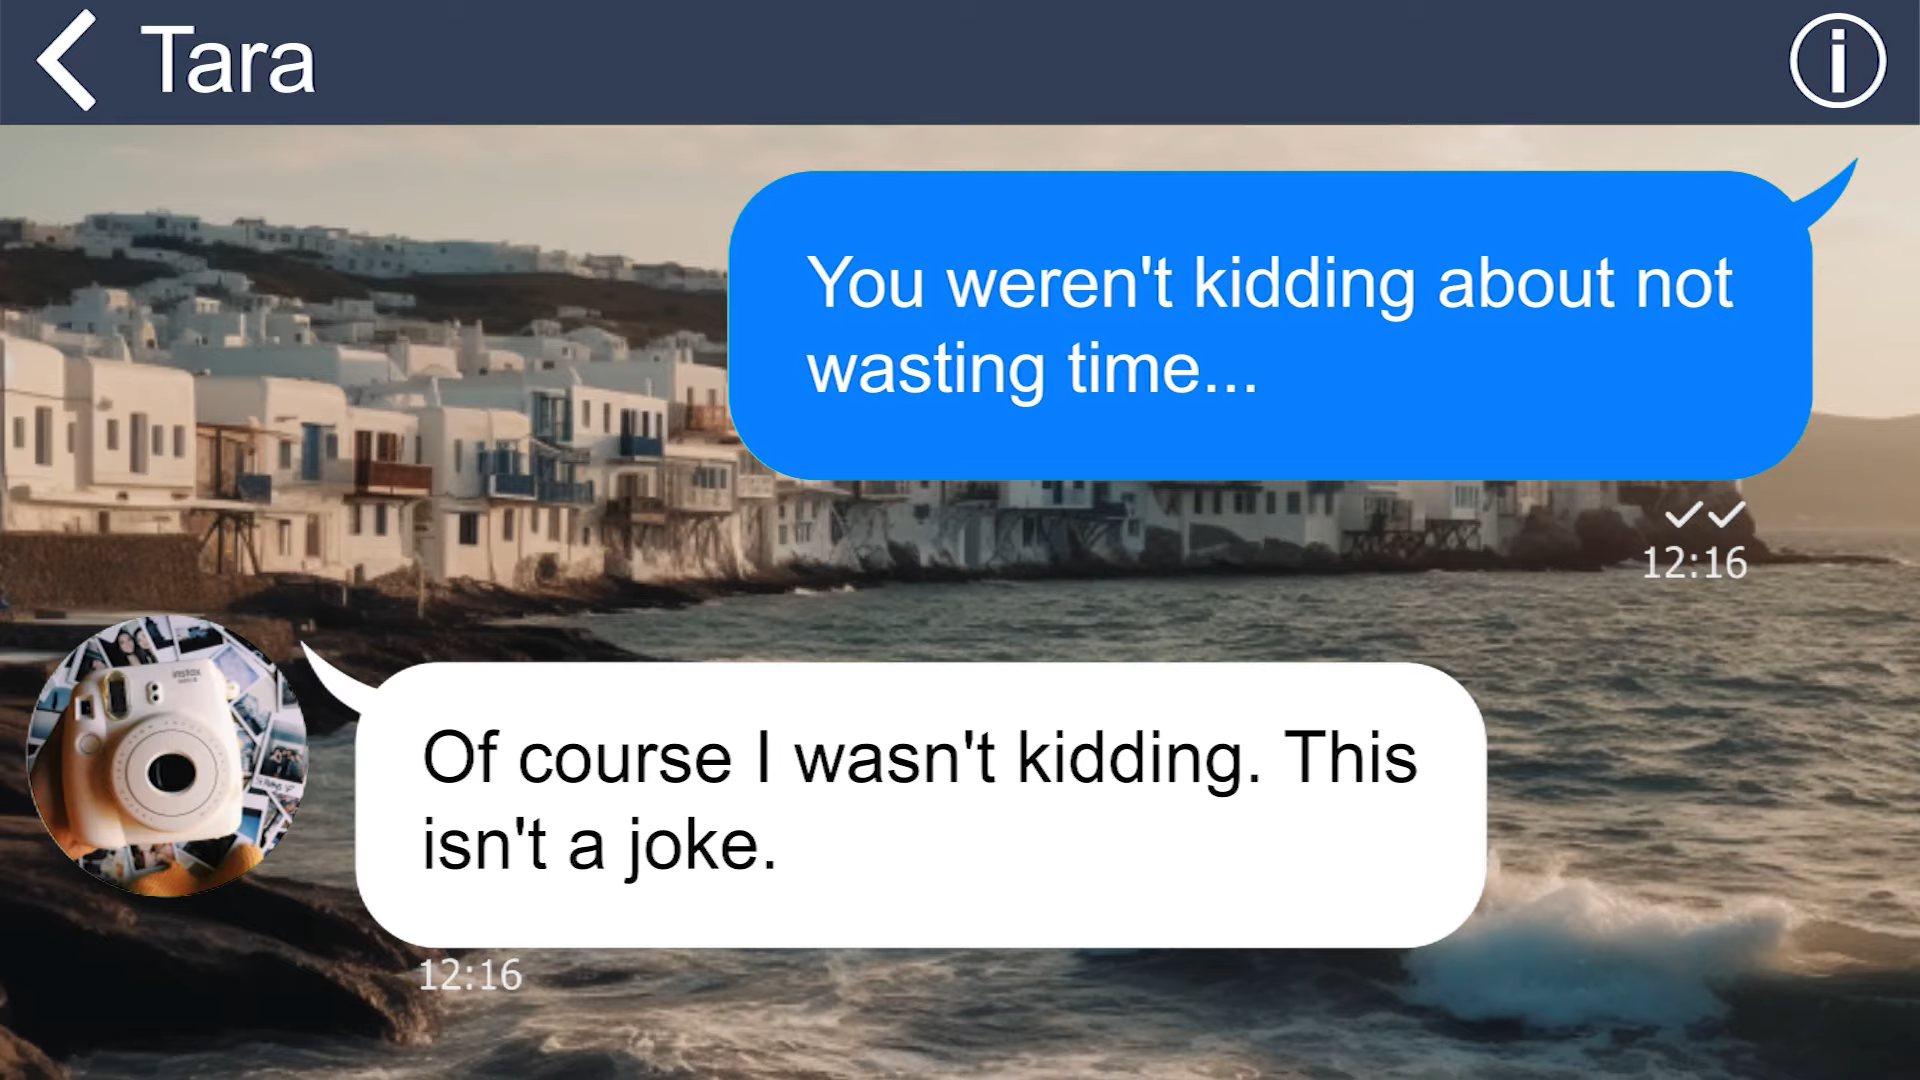 Tara
You weren't kidding about not
wasting time...
12:16
instax
Of course I wasn't kidding. This
isn't a joke.
12:16